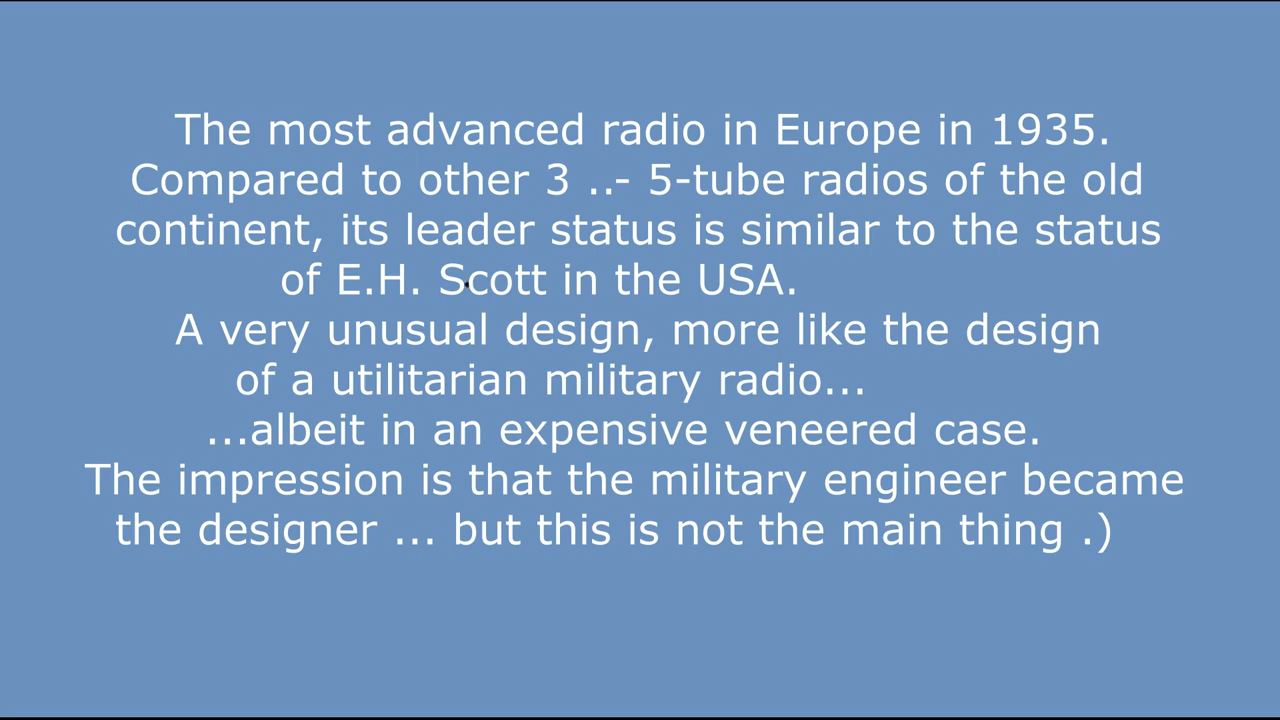 The most advanced radio in Europe in 1935.
Compared to other 3 ..- 5-tube radios of the old
continent, its leader status is similar to the status
of E.H. Scott in the USA.
A very unusual design, more like the design
of a utilitarian military radio...
...albeit in an expensive veneered case.
The impression is that the military engineer became
the designer ... but this is not the main thing .)